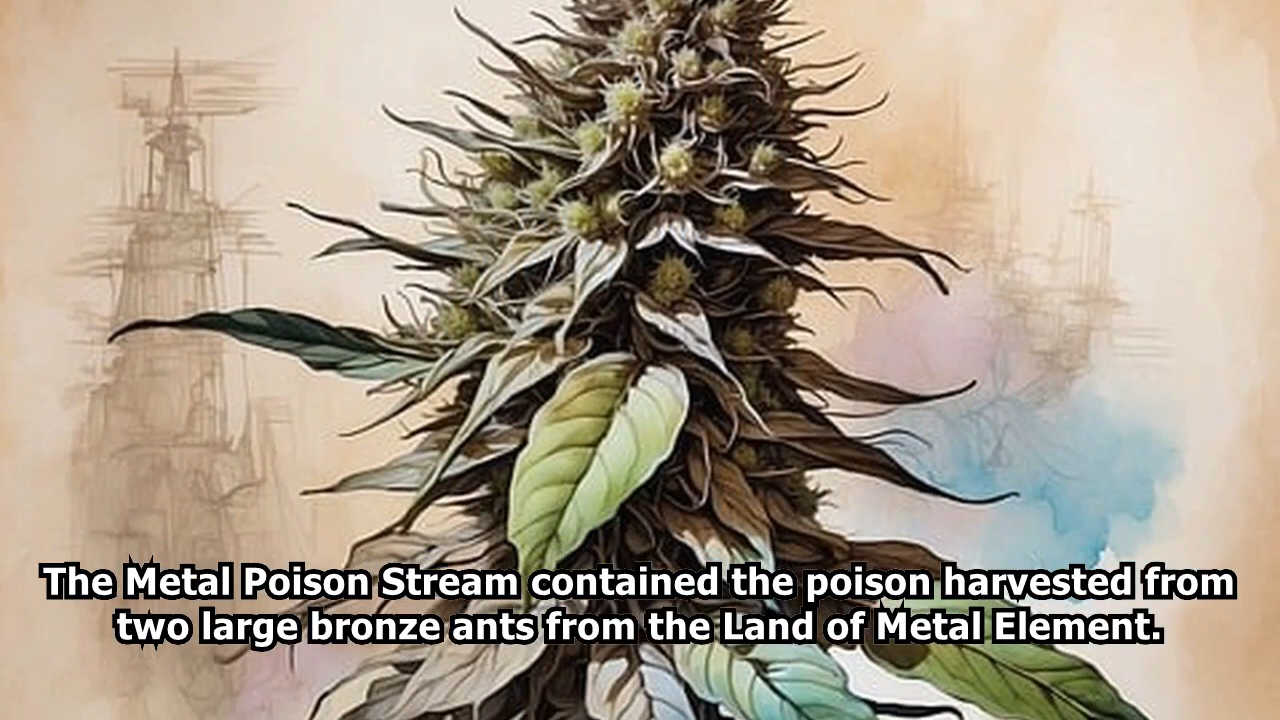 The Metal Poison Stream contained the poison harvested from
two large bronze ants from the Land of Metal Element.